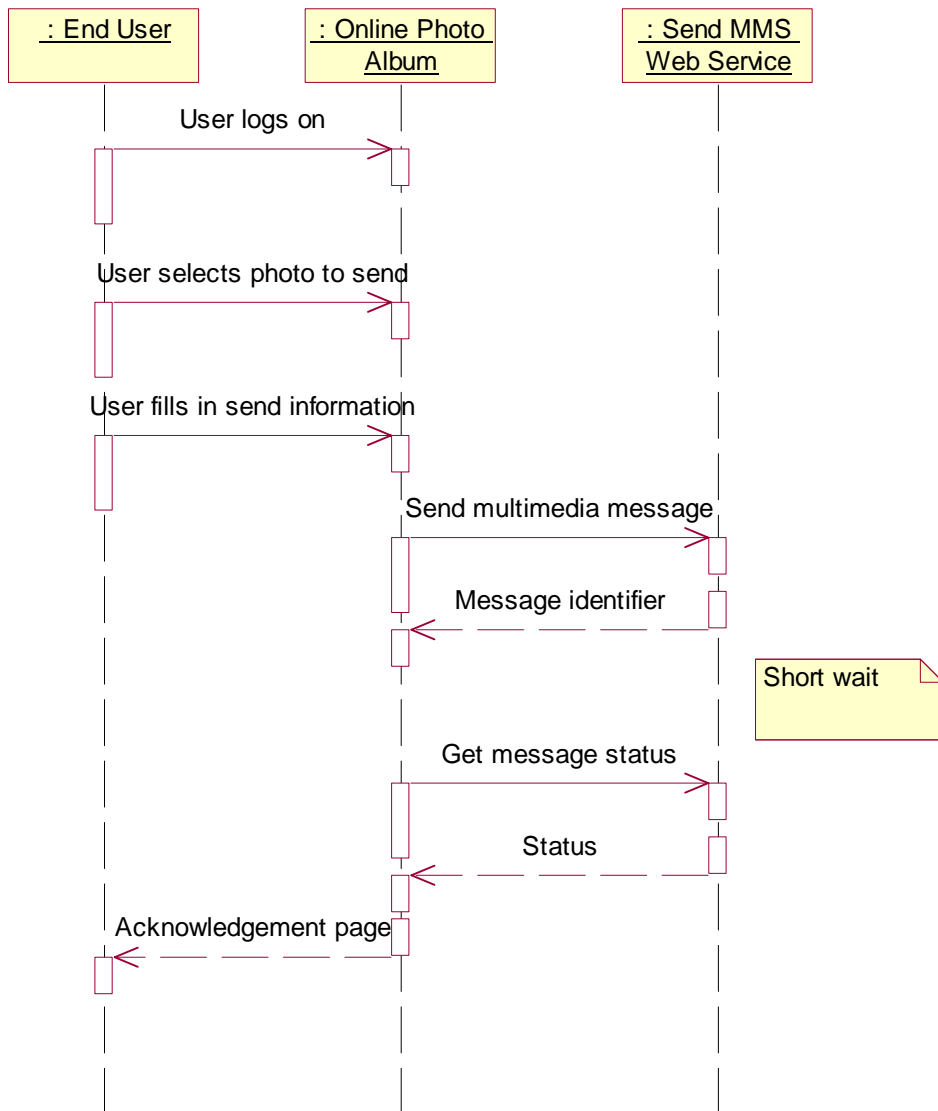 : End User
: Online Photo
Album
: Send MMS
Web Service
User logs on
User selects photo to send
User fills in send information
Send multimedia message
Message identifier
Short wait
Get message status
Status
Acknowledgement page